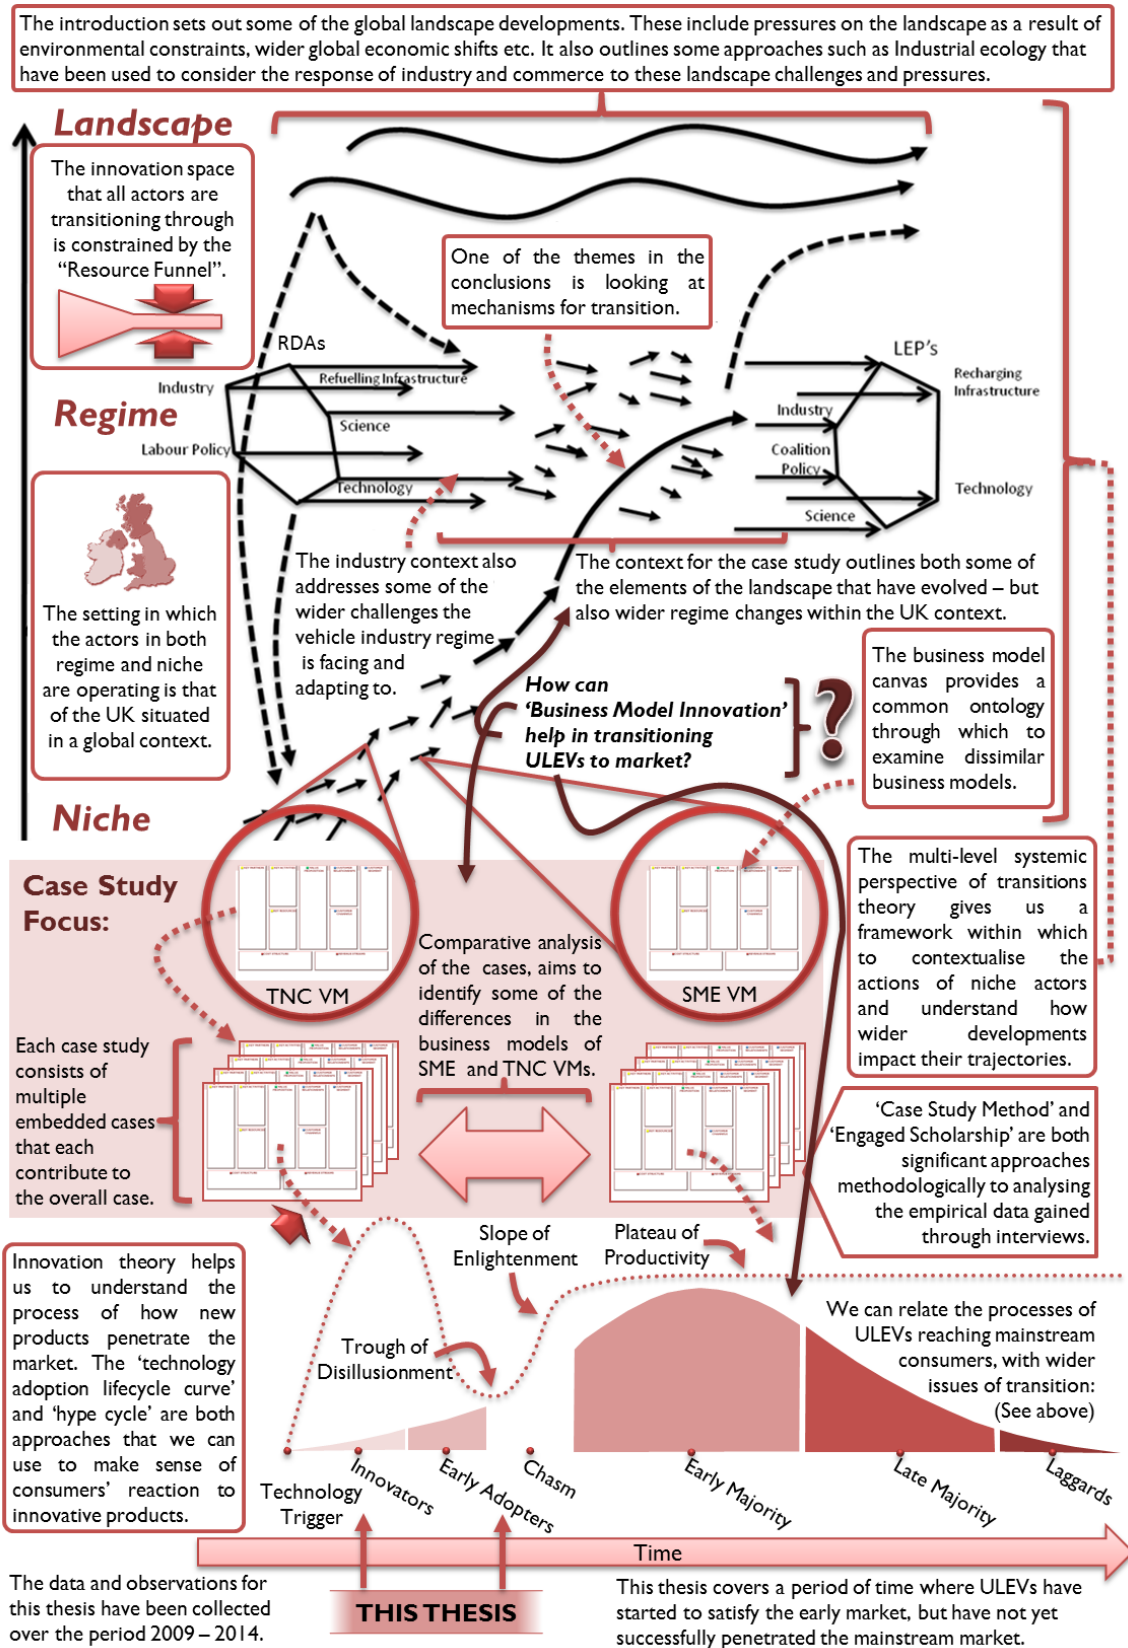 The introduction sets out some of the global landscape developments. These include pressures on the landscape as a result of
environmental constraints, wider global economic shifts etc. It also outlines some approaches such as Industrial ecology that
have been used to consider the response of industry and commerce to these landscape challenges and pressures.
Landscape
The innovation space
that all actors are
transitioning through
is constrained by the
“Resource Funnel”.
One of the themes in the
conclusions is looking at
mechanisms for transition.
RDAs
Industry
Refuelling Infrastructure
Science
Labour Policy
Technology
Regime
LEP's
Recharging
Infrastructure
Industry
Coalition
Policy
Technology
Science
The setting in which
the actors in both
regime and niche
are operating is that
of the UK situated
in a global context.
The industry context also
addresses some of the
wider challenges the
vehicle industry regime
is facing and
adapting to.
The context for the case study outlines both some of
the elements of the landscape that have evolved – but
also wider regime changes within the UK context.
How can
‘Business Model Innovation’
help in transitioning
ULEVs to market?
?
The business model
canvas provides a
common ontology
through which to
examine dissimilar
business models.
Niche
Case Study
Focus:
TNC VM
SME VM
Comparative analysis
of the cases, aims to
identify some of the
differences in the
business models of
SME and TNC VMs.
The multi-level systemic
perspective of transitions
theory gives us a
framework within which
to contextualise the
actions of niche actors
and understand how
wider developments
impact their trajectories.
Each case study
consists of
multiple
embedded cases
that each
contribute to
the overall case.
‘Case Study Method’ and
‘Engaged Scholarship’ are both
significant approaches
methodologically to analysing
the empirical data gained
through interviews.
Innovation theory helps
us to understand the
process of how new
products penetrate the
market. The ‘technology
adoption lifecycle curve’
and ‘hype cycle’ are both
approaches that we can
use to make sense of
consumers’ reaction to
innovative products.
Slope of
Enlightenment
Plateau of
Productivity
Trough of
Disillusionment
We can relate the processes of
ULEVs reaching mainstream
consumers, with wider
issues of transition:
(See above)
Technology
Trigger
Innovators
Early Adopters
Chasm
Early Majority
Late Majority
Laggards
Time
The data and observations for
this thesis have been collected
over the period 2009 – 2014.
THIS THESIS
This thesis covers a period of time where ULEVs have
started to satisfy the early market, but have not yet
successfully penetrated the mainstream market.